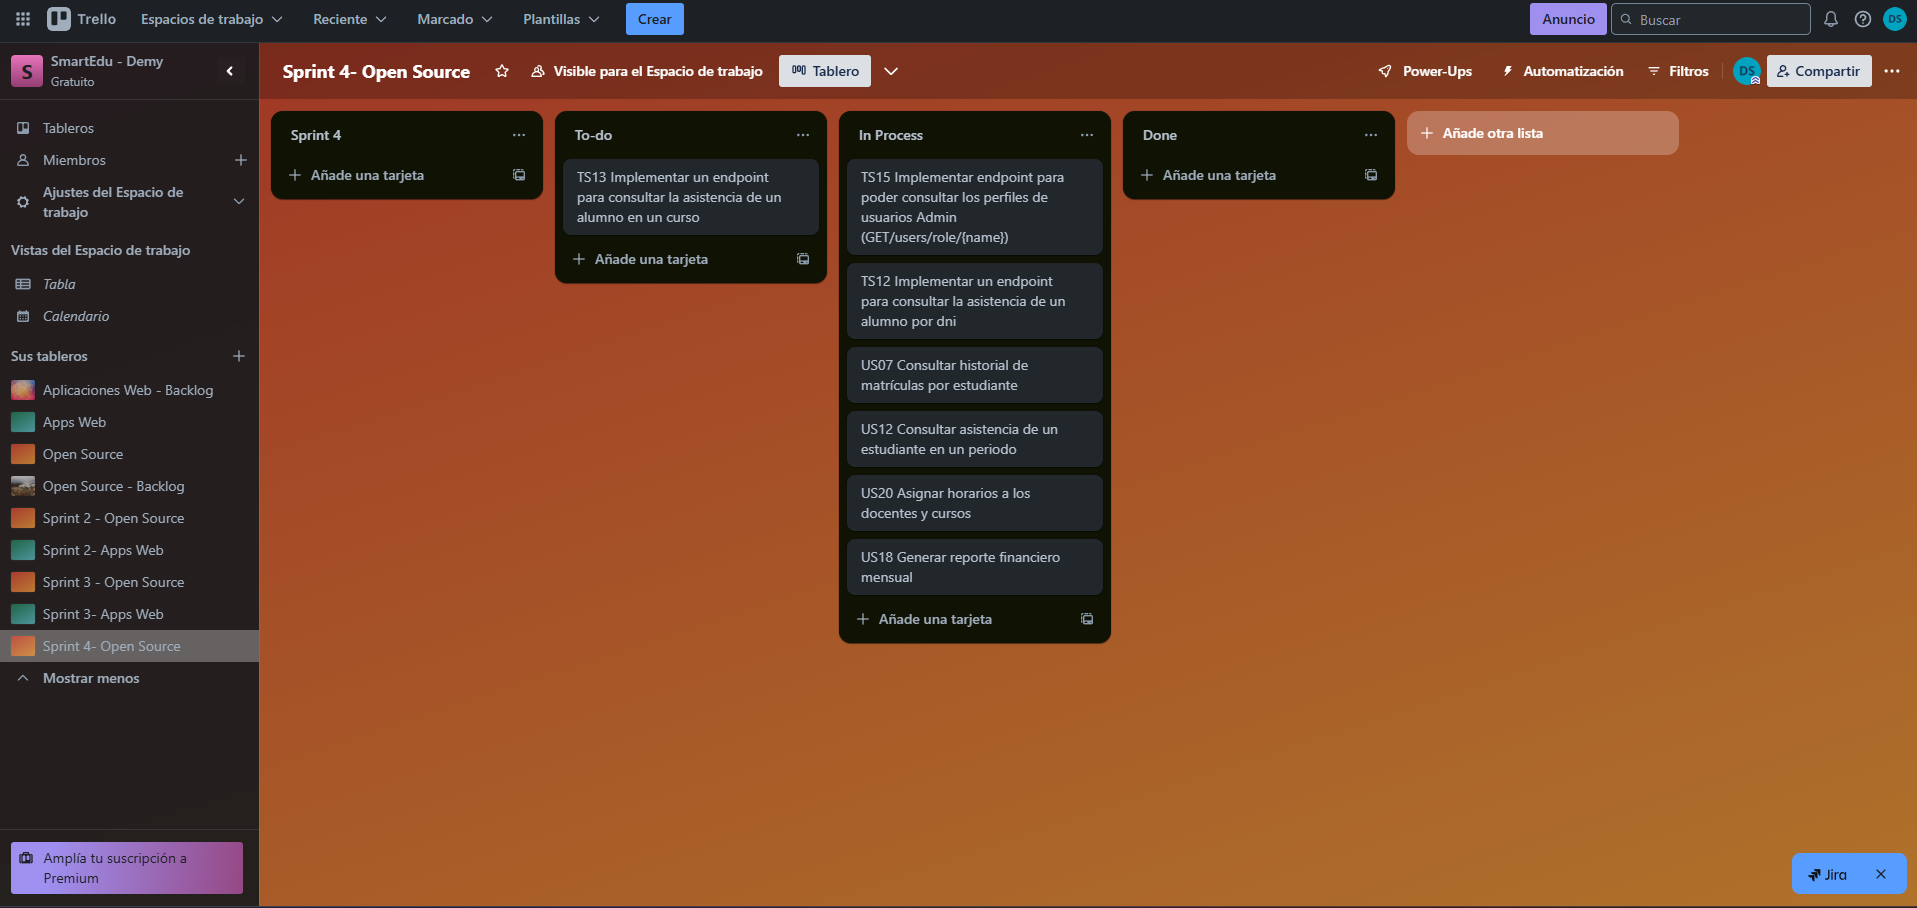 Trello
Espacios de trabajo
Reciente
Marcado
Plantillas
Crear
Anuncio
Buscar
DS
S
SmartEdu - Demy
Gratuito
Tableros
Miembros
Ajustes del Espacio de
trabajo
Vistas del Espacio de trabajo
Tabla
Calendario
Sus tableros
Aplicaciones Web - Backlog
Apps Web
Open Source
Open Source - Backlog
Sprint 2 - Open Source
Sprint 2- Apps Web
Sprint 3 - Open Source
Sprint 3- Apps Web
Sprint 4- Open Source
Mostrar menos
Amplía tu suscripción a
Premium
Sprint 4- Open Source
Visible para el Espacio de trabajo
Tablero
Power-Ups
Automatización
Filtros
DS
Compartir
Sprint 4
Añade una tarjeta
To-do
TS13 Implementar un endpoint
para consultar la asistencia de un
alumno en un curso
Añade una tarjeta
In Process
TS15 Implementar endpoint para
poder consultar los perfiles de
usuarios Admin
(GET/users/role/{name})
TS12 Implementar un endpoint
para consultar la asistencia de un
alumno por dni
US07 Consultar historial de
matrículas por estudiante
US12 Consultar asistencia de un
estudiante en un periodo
US20 Asignar horarios a los
docentes y cursos
US18 Generar reporte financiero
mensual
Añade una tarjeta
Done
Añade una tarjeta
Añade otra lista
Jira